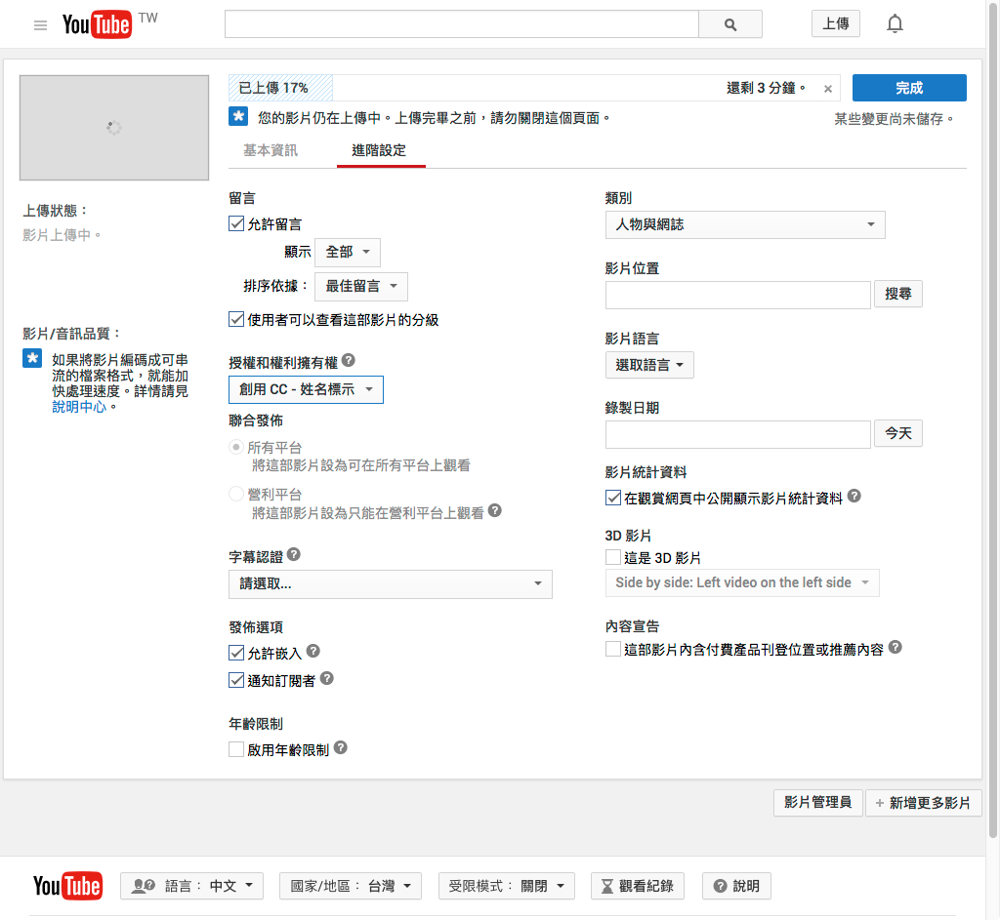 YouTube TW
上傳
已上傳 17%
還剩 3 分鐘。
×
完成
您的影片仍在上傳中。上傳完畢之前，請勿關閉這個頁面。
某些變更尚未儲存。
基本資訊
進階設定
上傳狀態：
影片上傳中。
影片/音訊品質：
如果將影片編碼成可串
流的檔案格式，就能加
快處理速度。詳情請見
說明中心。
留言
允許留言
顯示 全部
排序依據： 最佳留言
使用者可以查看這部影片的分級
授權和權利擁有權 ?
創用 CC - 姓名標示
聯合發佈
所有平台
將這部影片設為可在所有平台上觀看
營利平台
將這部影片設為只能在營利平台上觀看 ?
字幕認證 ?
請選取...
發佈選項
允許嵌入 ?
通知訂閱者 ?
年齡限制
啟用年齡限制 ?
類別
人物與網誌
影片位置
搜尋
影片語言
選取語言
錄製日期
今天
影片統計資料
在觀賞網頁中公開顯示影片統計資料 ?
3D 影片
這是 3D 影片
Side by side: Left video on the left side
內容宣告
這部影片內含付費產品刊登位置或推薦內容 ?
影片管理員
+ 新增更多影片
YouTube
語言： 中文
國家/地區： 台灣
受限模式： 關閉
觀看紀錄
? 說明